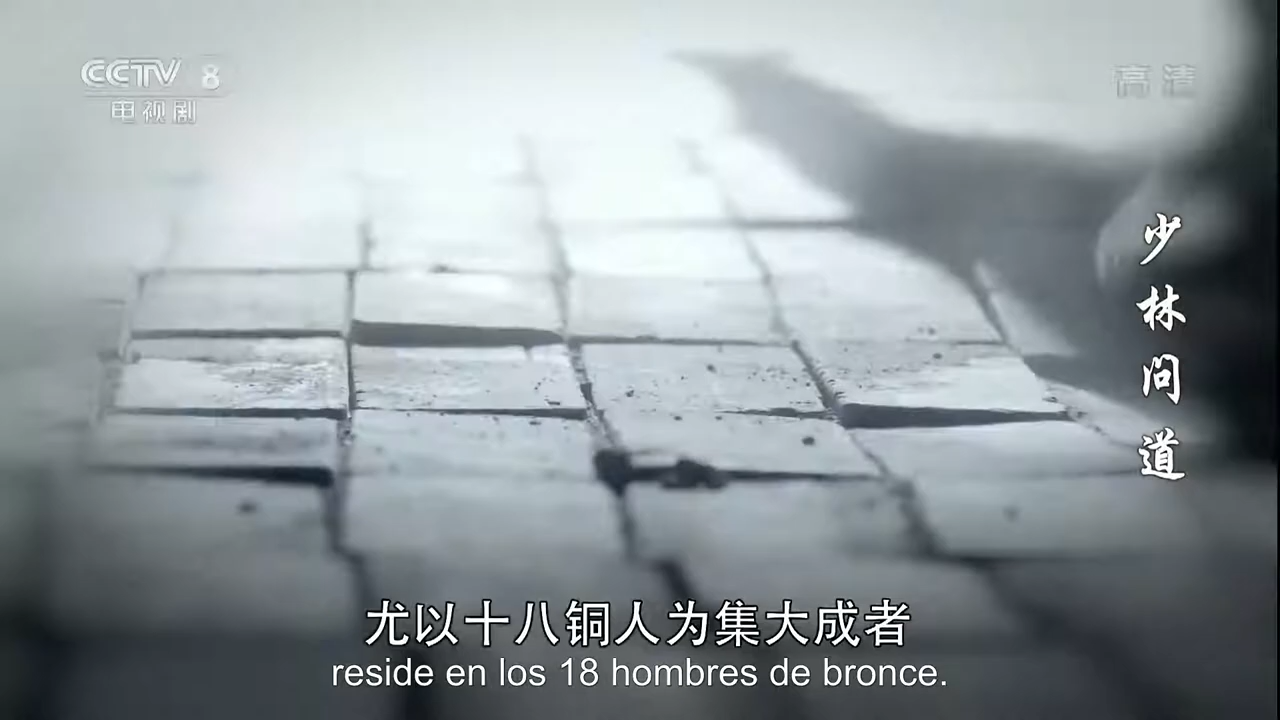 CCTV 8
电视剧
高清
少林问道
尤以十八铜人为集大成者
reside en los 18 hombres de bronce.